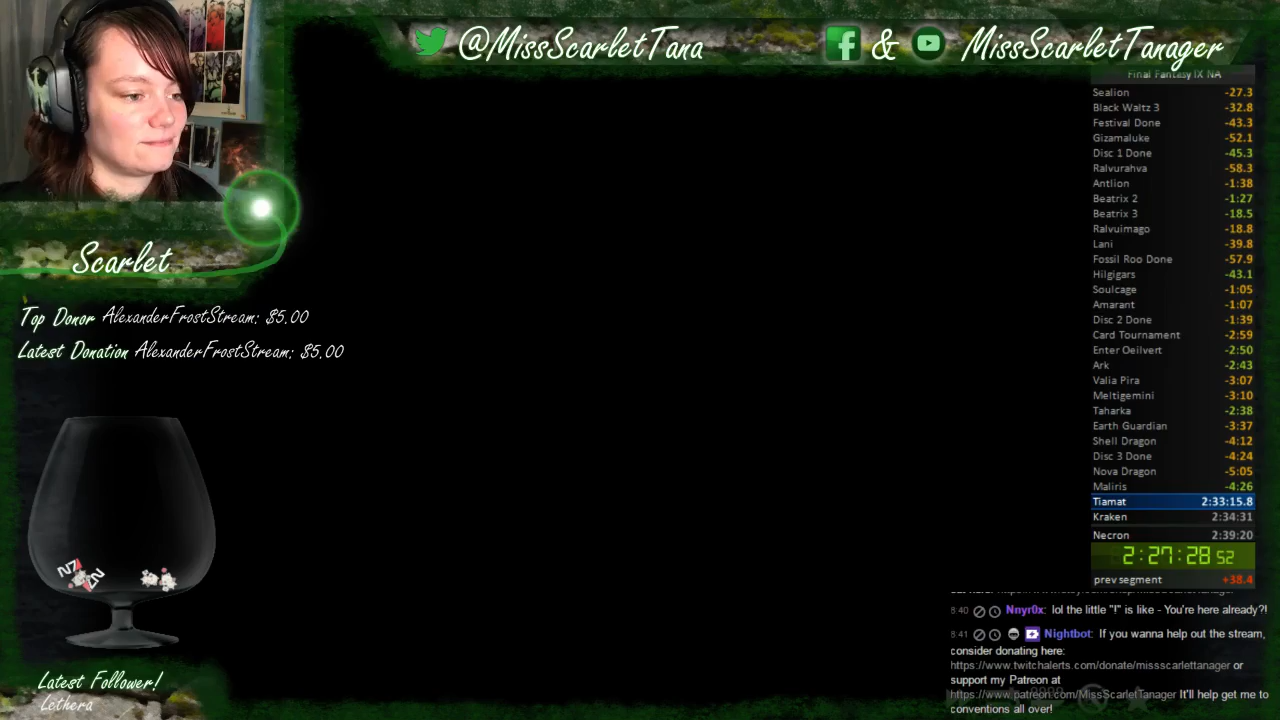 @MissScarletTana
& MissScarletTanager
Scarlet
Top Donor AlexanderFrostStream: $5.00
Latest Donation AlexanderFrostStream: $5.00
N7
N7
Latest Follower!
Lethera
Final Fantasy IX NA
Sealion -27.3
Black Waltz 3 -32.8
Festival Done -43.3
Gizamaluke -52.1
Disc 1 Done -45.3
Ralvurahva -58.3
Antlion -1:38
Beatrix 2 -1:27
Beatrix 3 -18.5
Ralvuimago -18.8
Lani -39.8
Fossil Roo Done -57.9
Hilgigars -43.1
Soulcage -1:05
Amarant -1:07
Disc 2 Done -1:39
Card Tournament -2:59
Enter Oeilvert -2:50
Ark -2:43
Valia Pira -3:07
Meltigemini -3:10
Taharka -2:38
Earth Guardian -3:37
Shell Dragon -4:12
Disc 3 Done -4:24
Nova Dragon -5:05
Maliris -4:26
Tiamat 2:33:15.8
Kraken 2:34:31
Necron 2:39:20
2:27:28 52
prev segment +38.4
8:40 Nnyr0x: lol the little "!" is like - You're here already?!
8:41 Nightbot: If you wanna help out the stream,
consider donating here:
https://www.twitchalerts.com/donate/missscarlettanager or
support my Patreon at
https://www.patreon.com/MissScarletTanager It'll help get me to
conventions all over!